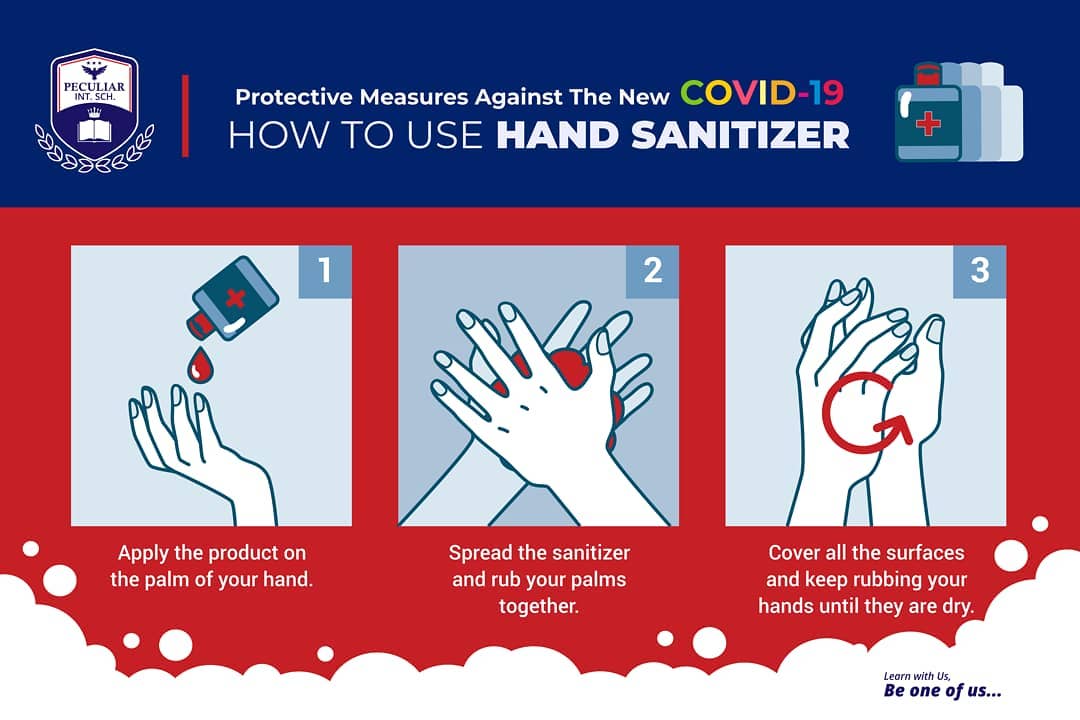 PECULIAR
INT. SCH.
Protective Measures Against The New COVID-19
HOW TO USE HAND SANITIZER
1
2
3
Apply the product on
the palm of your hand.
Spread the sanitizer
and rub your palms
together.
Cover all the surfaces
and keep rubbing your
hands until they are dry.
Learn with Us,
Be one of us...